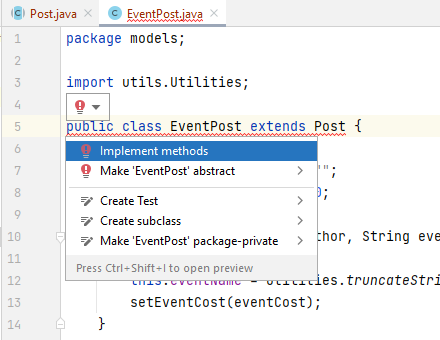 Post.java EventPost.java
1 package models;
2
3 import utils.Utilities;
4
5 public class EventPost extends Post {
6 Implement methods
7 Make 'EventPost' abstract "";
8 0;
9 Create Test
Create subclass
10 Make 'EventPost' package-private thor, String eve
11
Press Ctrl+Shift+I to open preview
12 this.eventName = Utilities.truncateStri
13 setEventCost(eventCost);
14 }